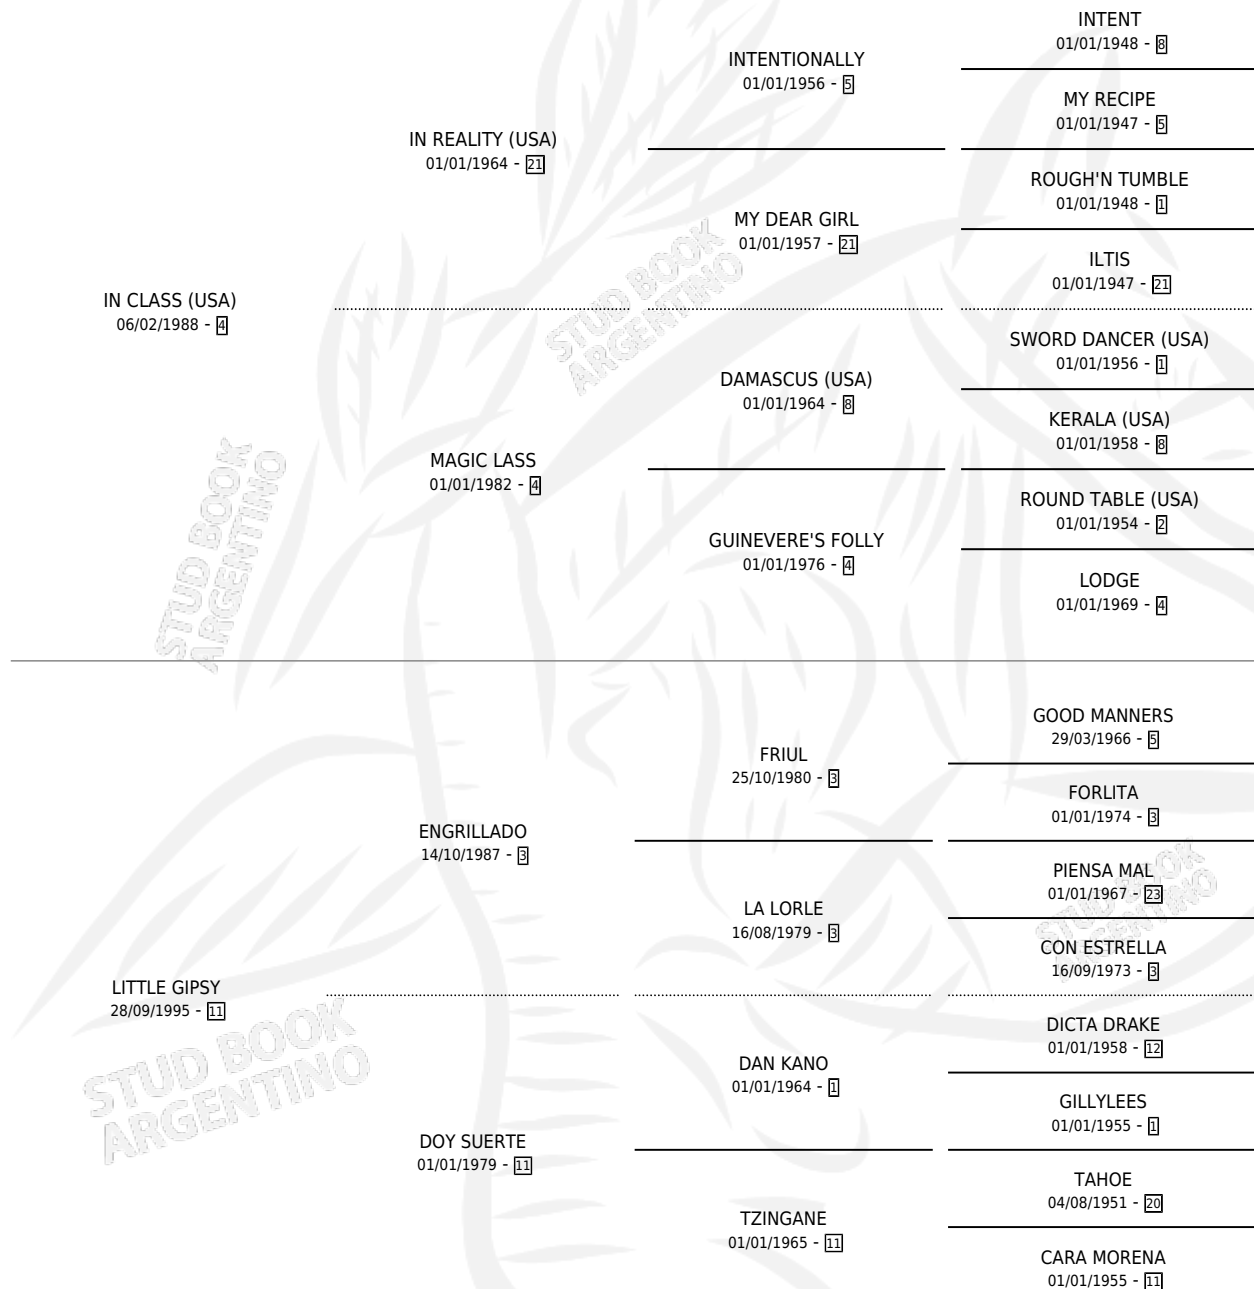 INTENT
01/01/1948 - 8
INTENTIONALLY
01/01/1956 - 5
MY RECIPE
01/01/1947 - 5
IN REALITY (USA)
01/01/1964 - 21
ROUGH'N TUMBLE
01/01/1948 - 1
MY DEAR GIRL
01/01/1957 - 21
ILTIS
01/01/1947 - 21
IN CLASS (USA)
06/02/1988 - 4
STUD BOOK
ARGENTINO
SWORD DANCER (USA)
01/01/1956 - 1
DAMASCUS (USA)
01/01/1964 - 8
KERALA (USA)
01/01/1958 - 8
MAGIC LASS
01/01/1982 - 4
ROUND TABLE (USA)
01/01/1954 - 2
GUINEVERE'S FOLLY
01/01/1976 - 4
LODGE
01/01/1969 - 4
STUD BOOK
ARGENTINO
GOOD MANNERS
29/03/1966 - 5
FRIUL
25/10/1980 - 3
FORLITA
01/01/1974 - 3
ENGRILLADO
14/10/1987 - 3
PIENSA MAL
01/01/1967 - 23
LA LORLE
16/08/1979 - 3
CON ESTRELLA
16/09/1973 - 3
STUD BOOK
ARGENTINO
LITTLE GIPSY
28/09/1995 - 11
STUD BOOK
ARGENTINO
DICTA DRAKE
01/01/1958 - 12
DAN KANO
01/01/1964 - 1
GILLYLEES
01/01/1955 - 1
DOY SUERTE
01/01/1979 - 11
TAHOE
04/08/1951 - 20
TZINGANE
01/01/1965 - 11
CARA MORENA
01/01/1955 - 11